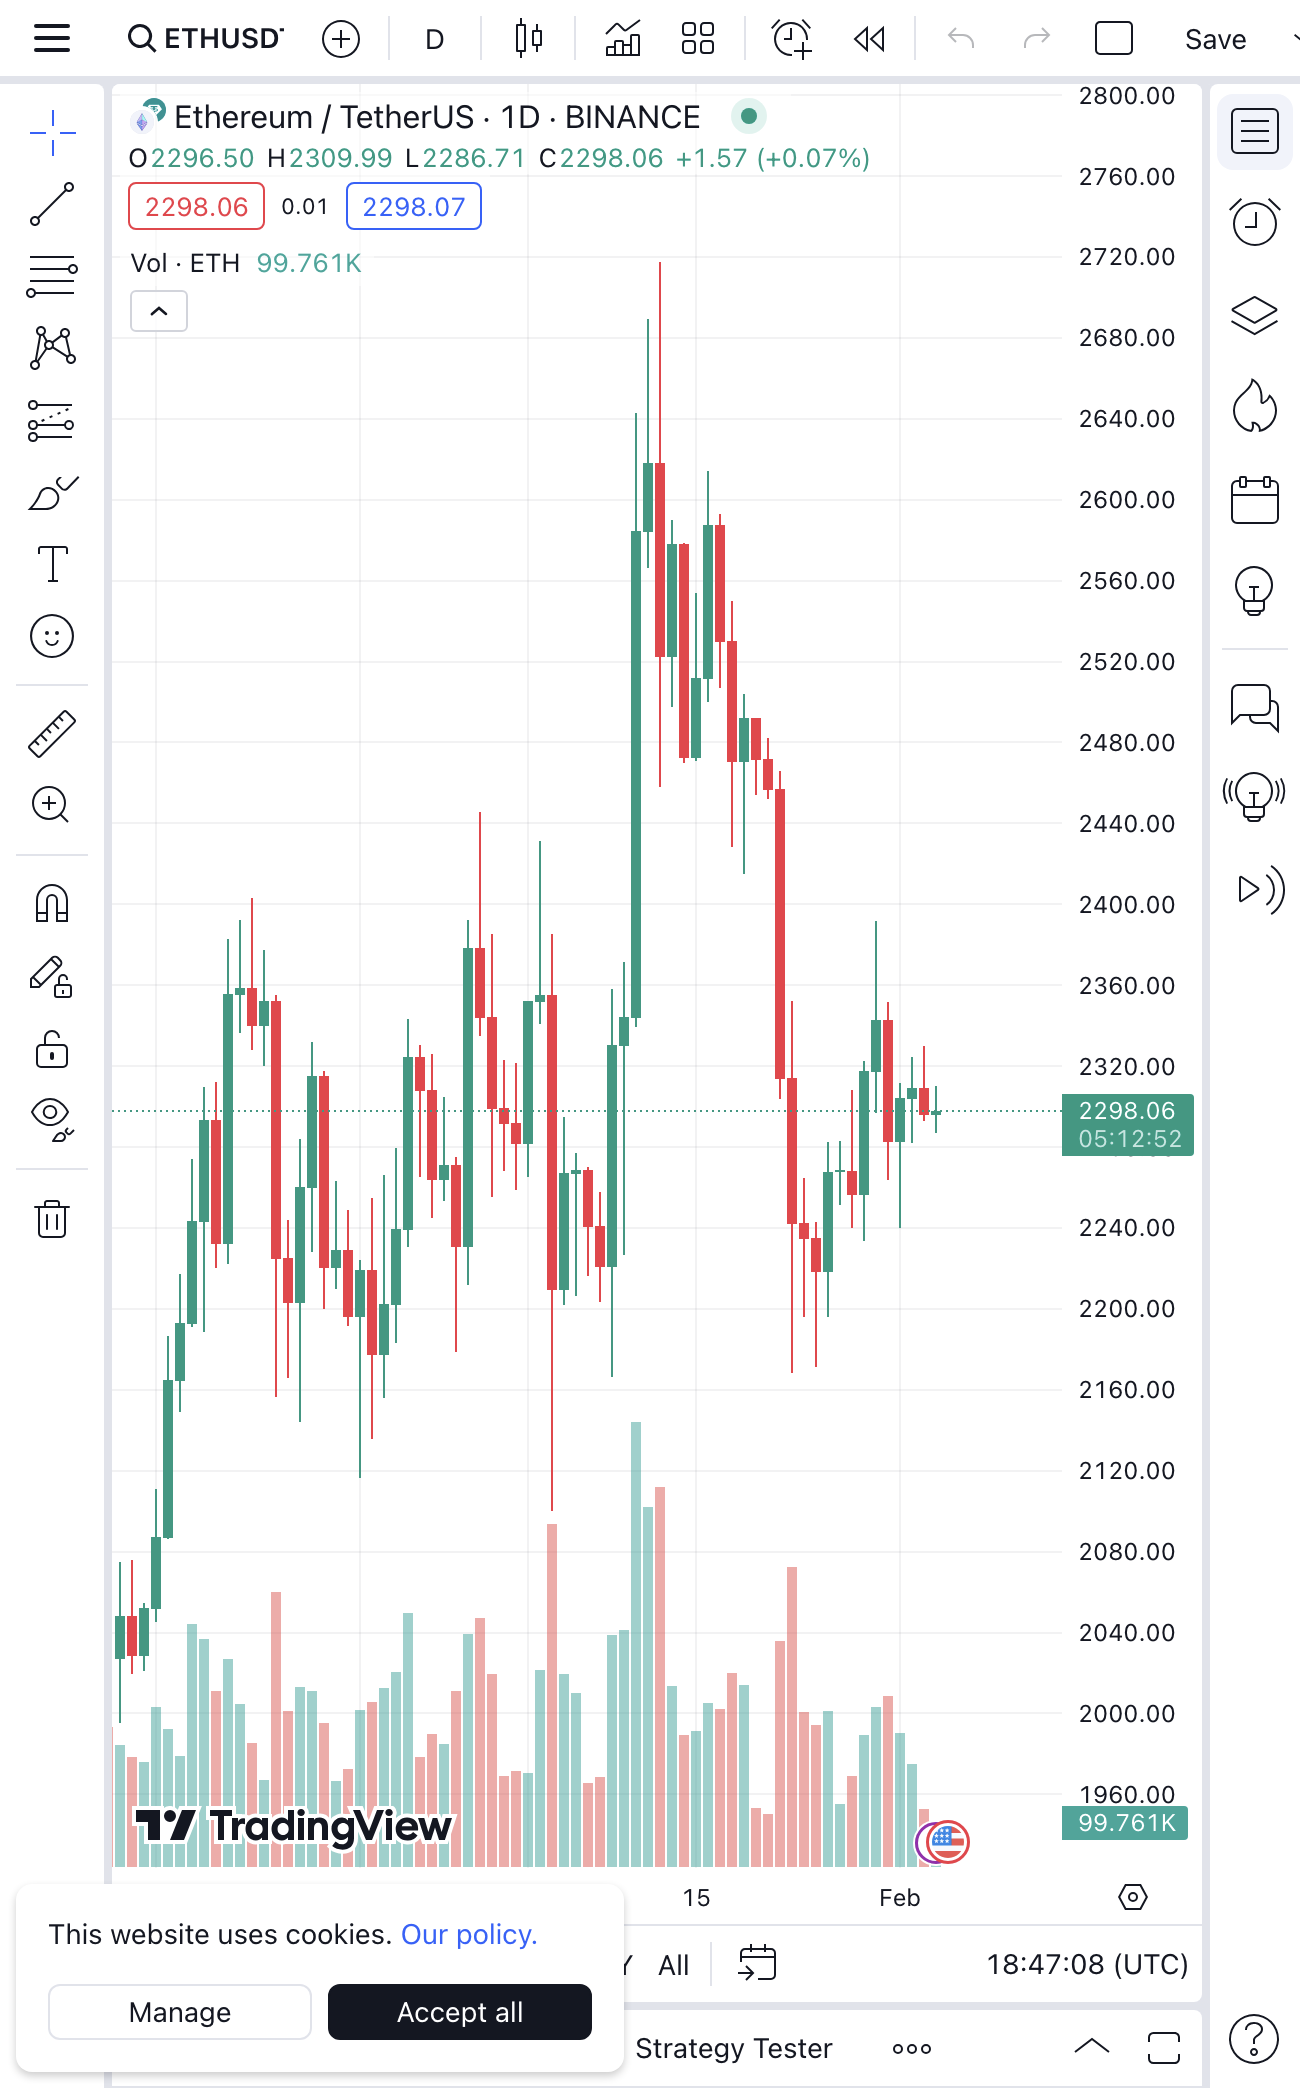 ETHUSDT
D
Save
Ethereum / TetherUS · 1D · BINANCE
O2296.50 H2309.99 L2286.71 C2298.06 +1.57 (+0.07%)
2298.06 0.01 2298.07
Vol · ETH 99.761K
2800.00
2760.00
2720.00
2680.00
2640.00
2600.00
2560.00
2520.00
2480.00
2440.00
2400.00
2360.00
2320.00
2298.06
05:12:52
2240.00
2200.00
2160.00
2120.00
2080.00
2040.00
2000.00
1960.00
99.761K
TradingView
15 Feb
This website uses cookies. Our policy.
Manage Accept all
Y All 18:47:08 (UTC)
Strategy Tester